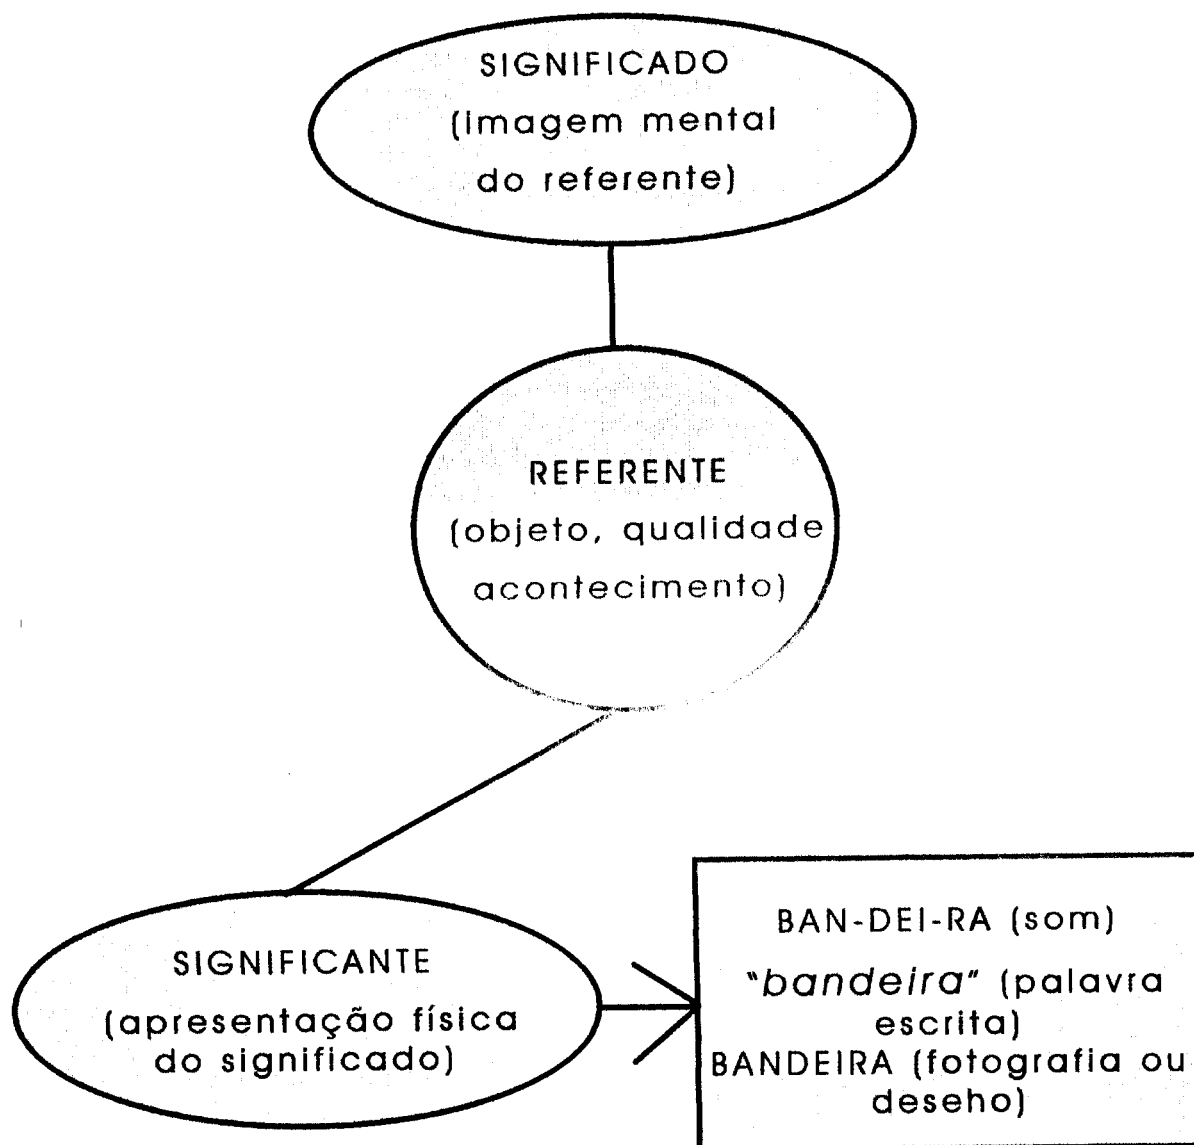 SIGNIFICADO
(imagem mental
do referente)
REFERENTE
(objeto, qualidade
acontecimento)
SIGNIFICANTE
(apresentação física
do significado)
BAN-DEI-RA (som)
"bandeira" (palavra
escrita)
BANDEIRA (fotografia ou
deseho)